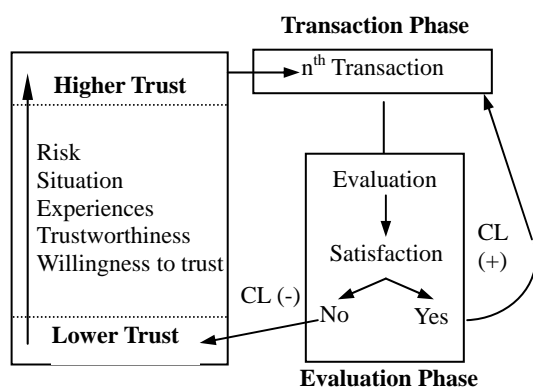 Transaction Phase
Higher Trust
n^th Transaction
Risk
Situation
Experiences
Trustworthiness
Willingness to trust
Lower Trust
Evaluation
Satisfaction
No
Yes
CL (-)
CL
(+)
Evaluation Phase